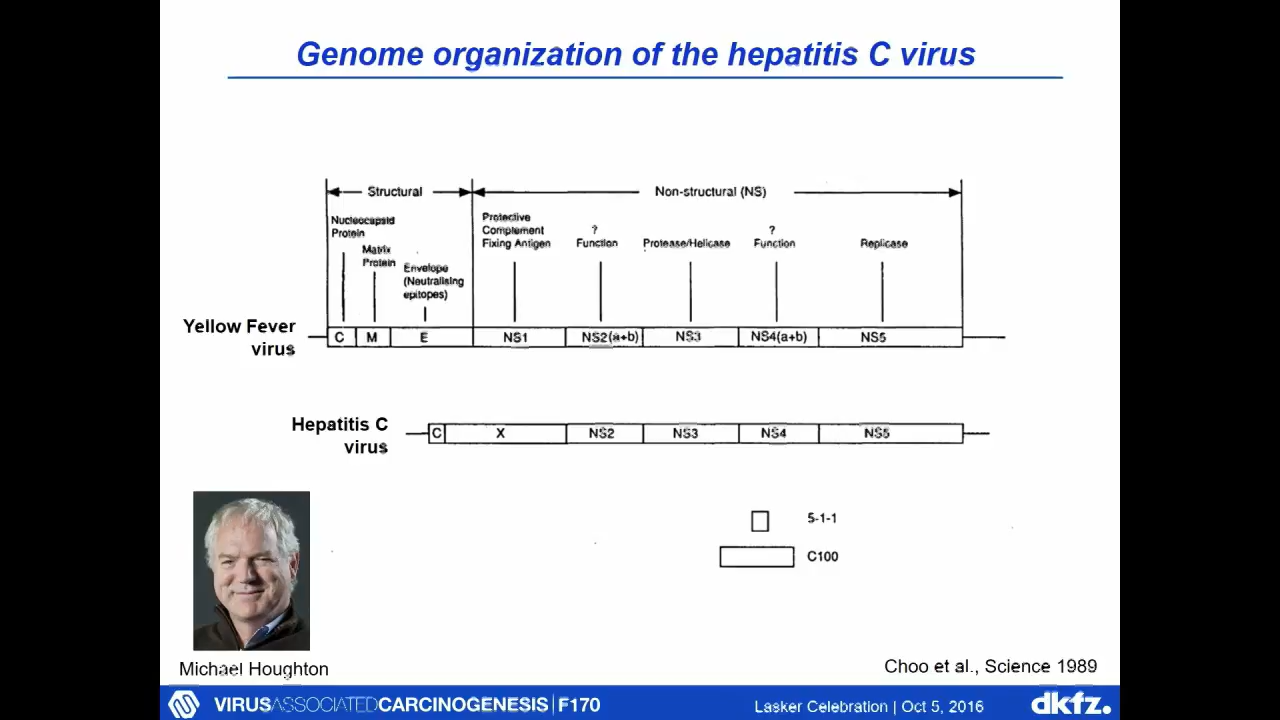 Genome organization of the hepatitis C virus
Structural
Non-structural (NS)
Nucleocapsid
Protein
Matrix
Protein
Envelope
(Neutralising
epitopes)
Protective
Complement
Fixing Antigen
?
Function
Protease/Helicase
?
Function
Replicase
Yellow Fever
virus
C M E NS1 NS2(a+b) NS3 NS4(a+b) NS5
Hepatitis C
virus
C X NS2 NS3 NS4 NS5
5-1-1
C100
Michael Houghton
Choo et al., Science 1989
VIRUSASSOCIATEDCARCINOGENESIS | F170
Lasker Celebration | Oct 5, 2016
dkfz.